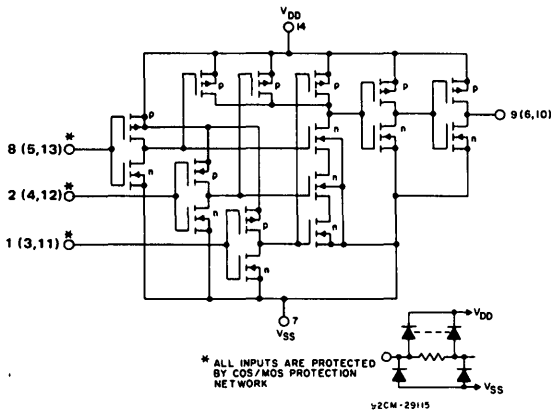 VDD
14
p p p p p
p
n n n
8 (5,13) *
9 (6,10)
n
n
p
2 (4,12) *
n
p
n
1 (3,11) *
n
7
VSS
* ALL INPUTS ARE PROTECTED
BY COS/MOS PROTECTION
NETWORK
VDD
VSS
92CM-29115